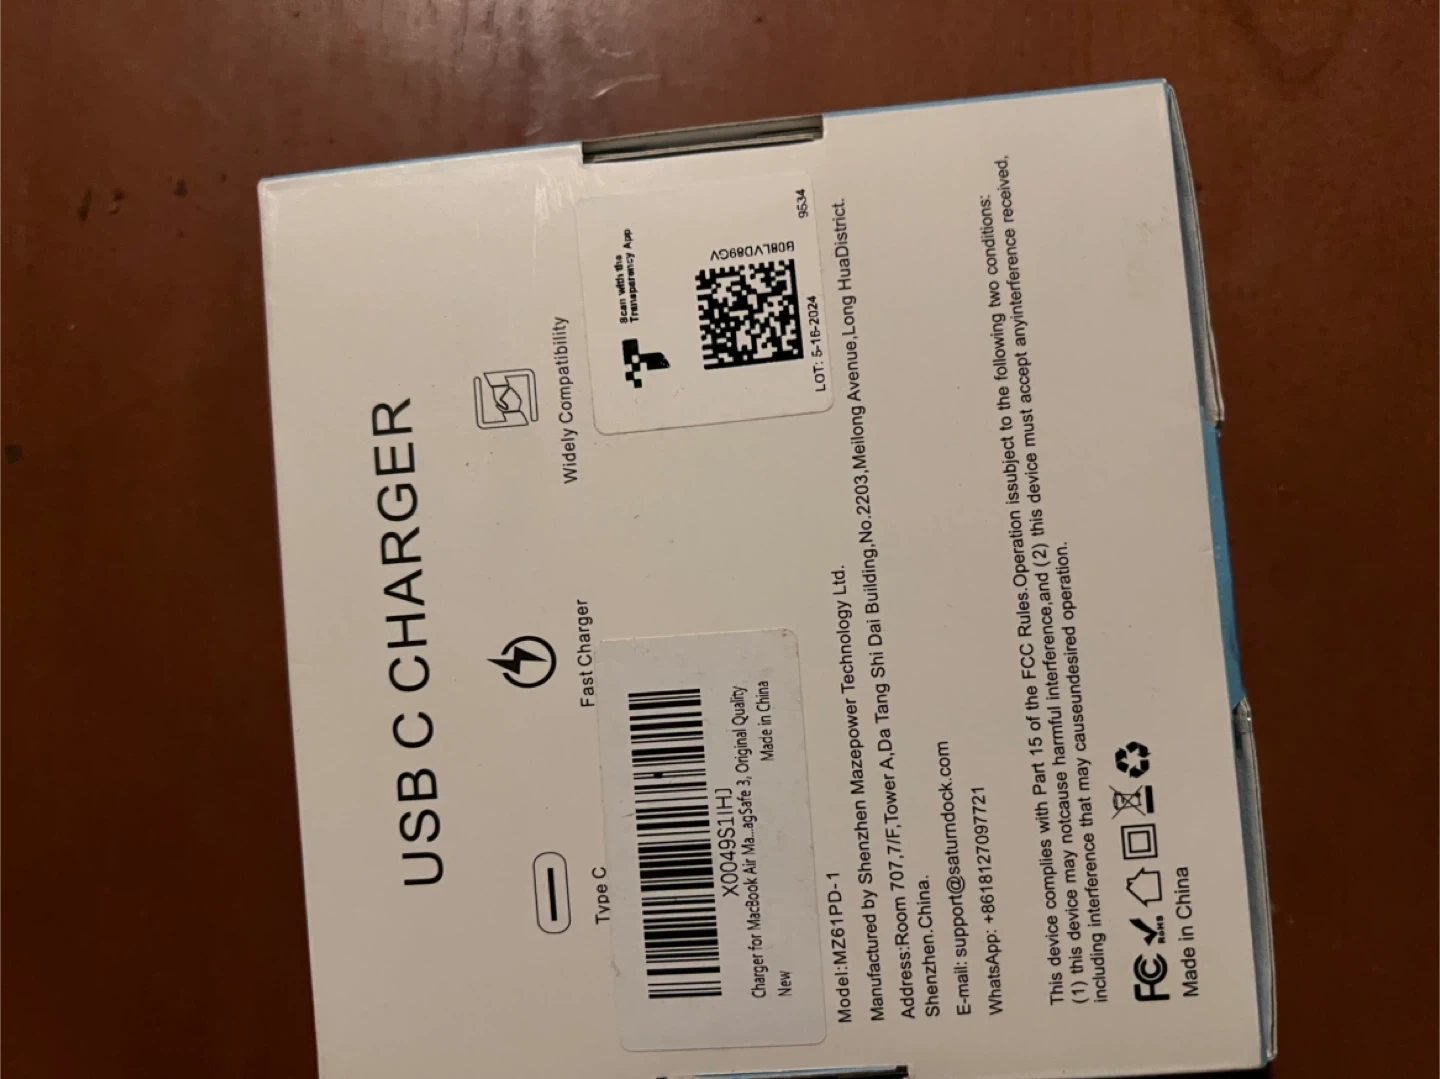 USB C CHARGER
Type C
Fast Charger
Widely Compatibility
X0049S1IHJ
Charger for MacBook Air Ma...agSafe 3, Original Quality
New
Made in China
Scan with the
Transparency App
B08LVD89GV
LOT: 5-16-2024
9534
Model:MZ61PD-1
Manufactured by Shenzhen Mazepower Technology Ltd.
Address:Room 707,7/F,Tower A,Da Tang Shi Dai Building,No.2203,Meilong Avenue,Long HuaDistrict.
Shenzhen.China.
E-mail: support@saturndock.com
WhatsApp: +8618127097721
This device complies with Part 15 of the FCC Rules.Operation issubject to the following two conditions:
(1) this device may notcause harmful interference,and (2) this device must accept anyinterference received,
including interference that may causeundesired operation.
FC
RoHS
Made in China